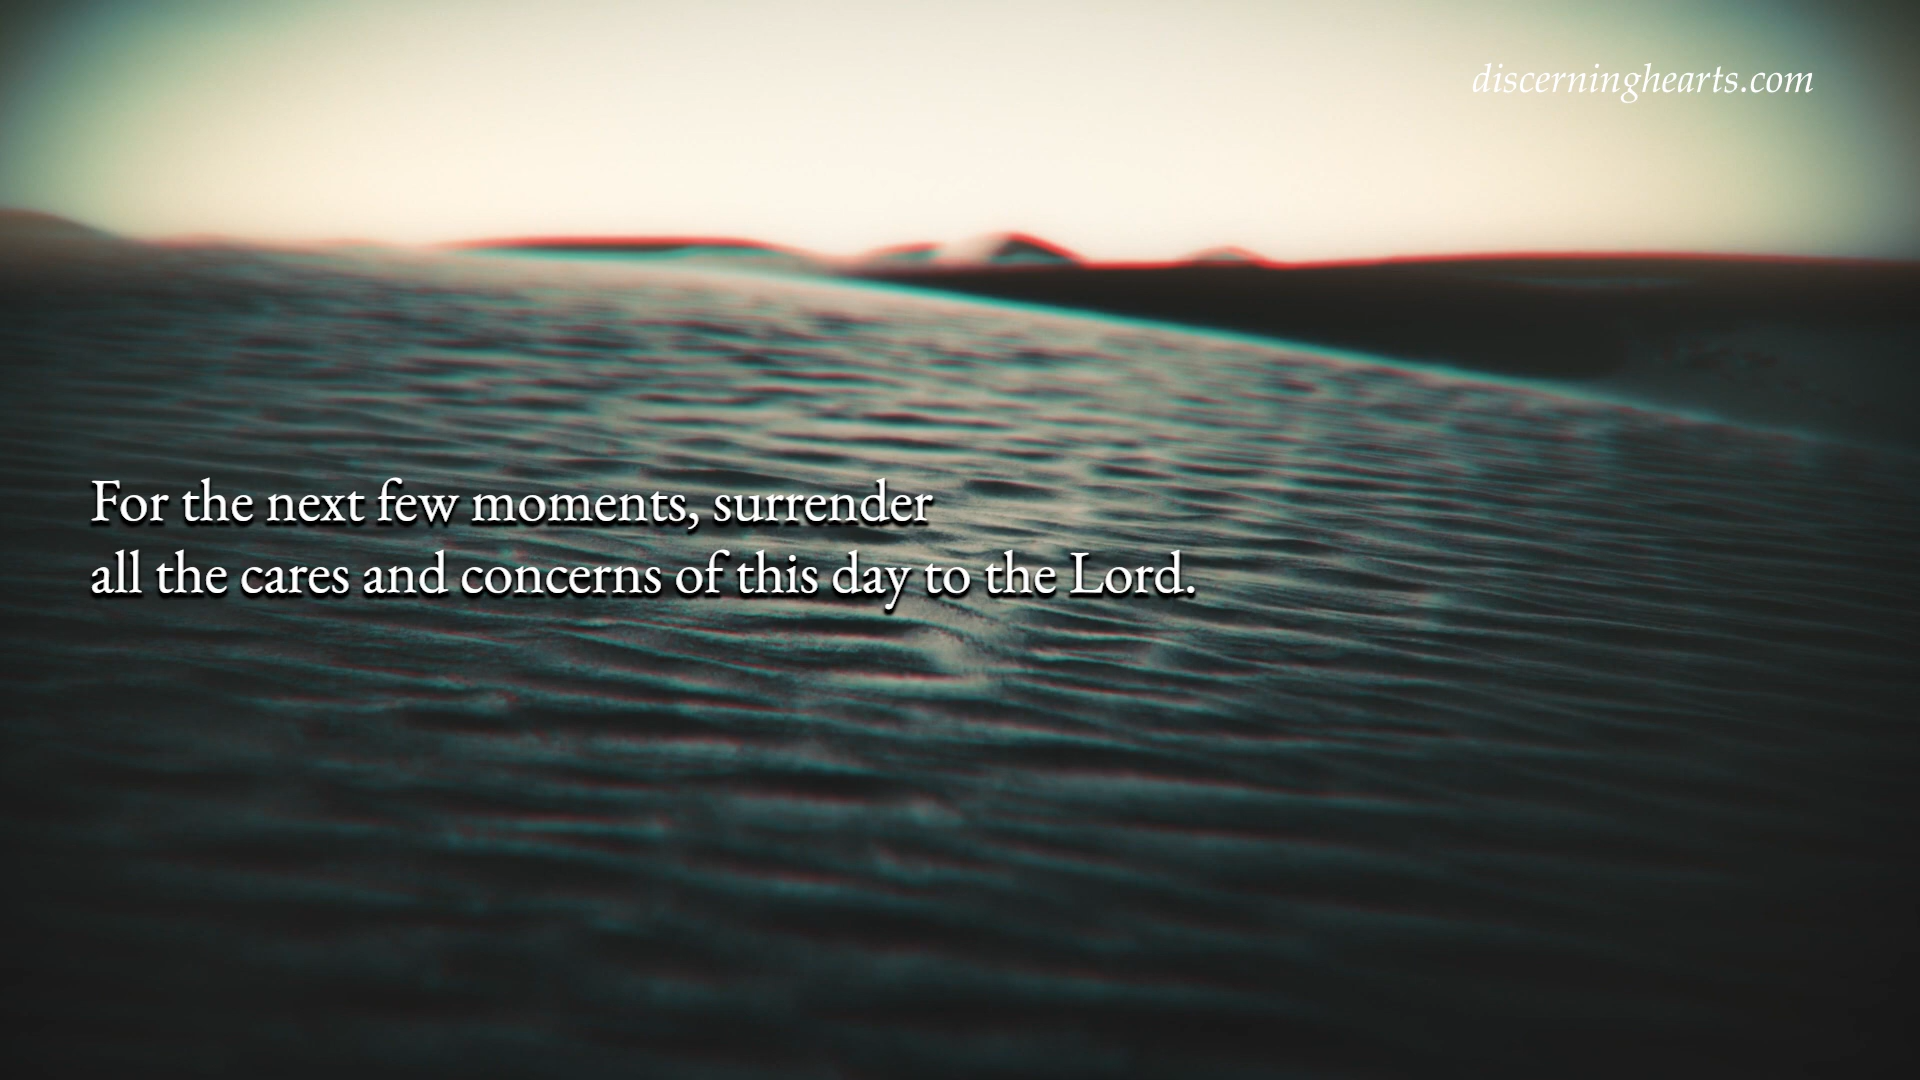 discerninghearts.com
For the next few moments, surrender
all the cares and concerns of this day to the Lord.